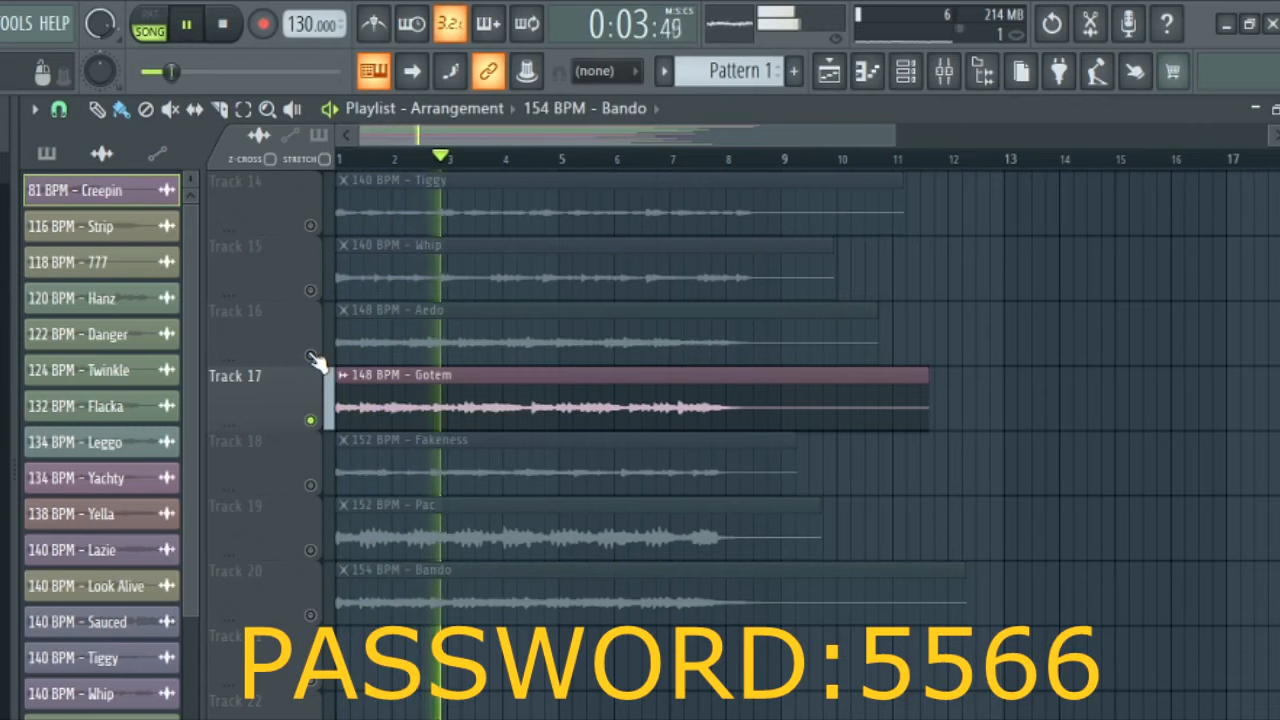 TOOLS HELP
PAT
SONG
130.000
3.2.
0:03:49
M:S:CS
6
214 MB
1
(none)
Pattern 1
Playlist - Arrangement
154 BPM - Bando
Z-CROSS
STRETCH
1 2 3 4 5 6 7 8 9 10 11 12 13 14 15 16 17
81 BPM - Creepin
116 BPM - Strip
118 BPM - 777
120 BPM - Hanz
122 BPM - Danger
124 BPM - Twinkle
132 BPM - Flacka
134 BPM - Leggo
134 BPM - Yachty
138 BPM - Yella
140 BPM - Lazie
140 BPM - Look Alive
140 BPM - Sauced
140 BPM - Tiggy
140 BPM - Whip
Track 14
140 BPM - Tiggy
Track 15
140 BPM - Whip
Track 16
148 BPM - Aedo
Track 17
148 BPM - Gotem
Track 18
152 BPM - Fakeness
Track 19
152 BPM - Pac
Track 20
154 BPM - Bando
Track 22
PASSWORD:5566